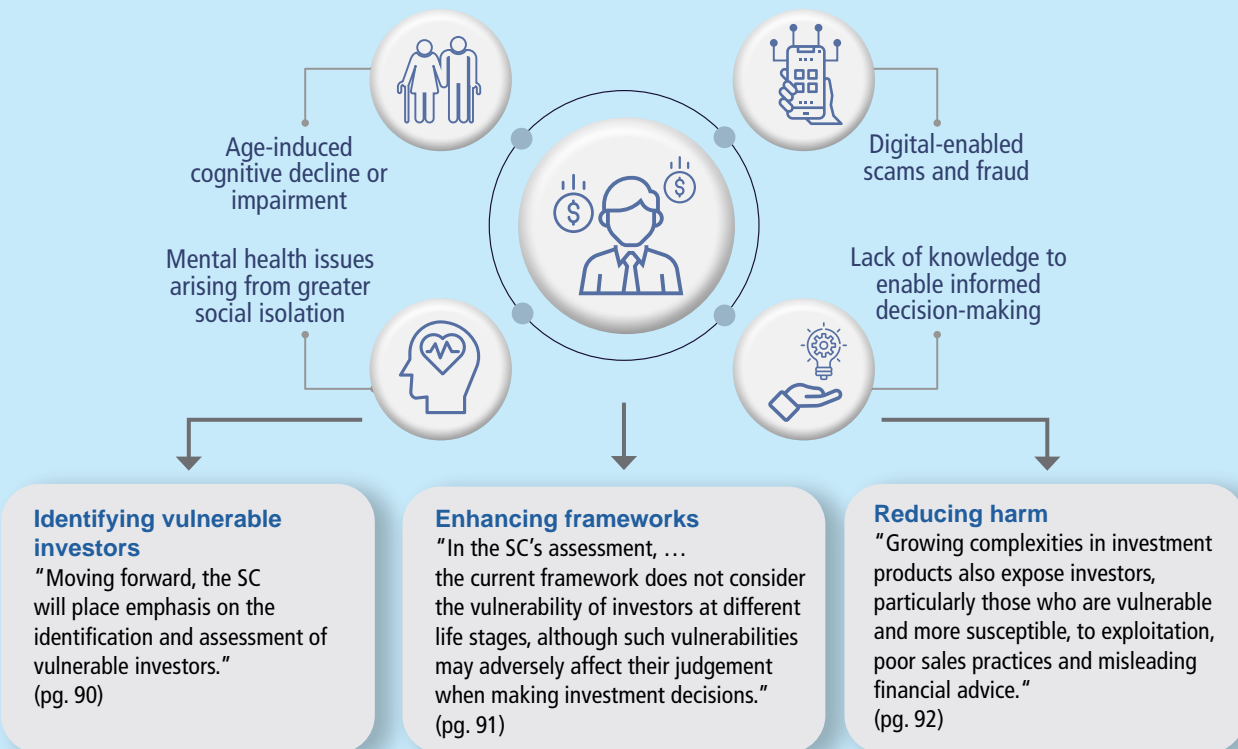 Age-induced
cognitive decline or
impairment
Digital-enabled
scams and fraud
Mental health issues
arising from greater
social isolation
Lack of knowledge to
enable informed
decision-making
$
$
Identifying vulnerable
investors
“Moving forward, the SC
will place emphasis on the
identification and assessment of
vulnerable investors.”
(pg. 90)
Enhancing frameworks
“In the SC’s assessment, …
the current framework does not consider
the vulnerability of investors at different
life stages, although such vulnerabilities
may adversely affect their judgement
when making investment decisions.”
(pg. 91)
Reducing harm
“Growing complexities in investment
products also expose investors,
particularly those who are vulnerable
and more susceptible, to exploitation,
poor sales practices and misleading
financial advice.“
(pg. 92)